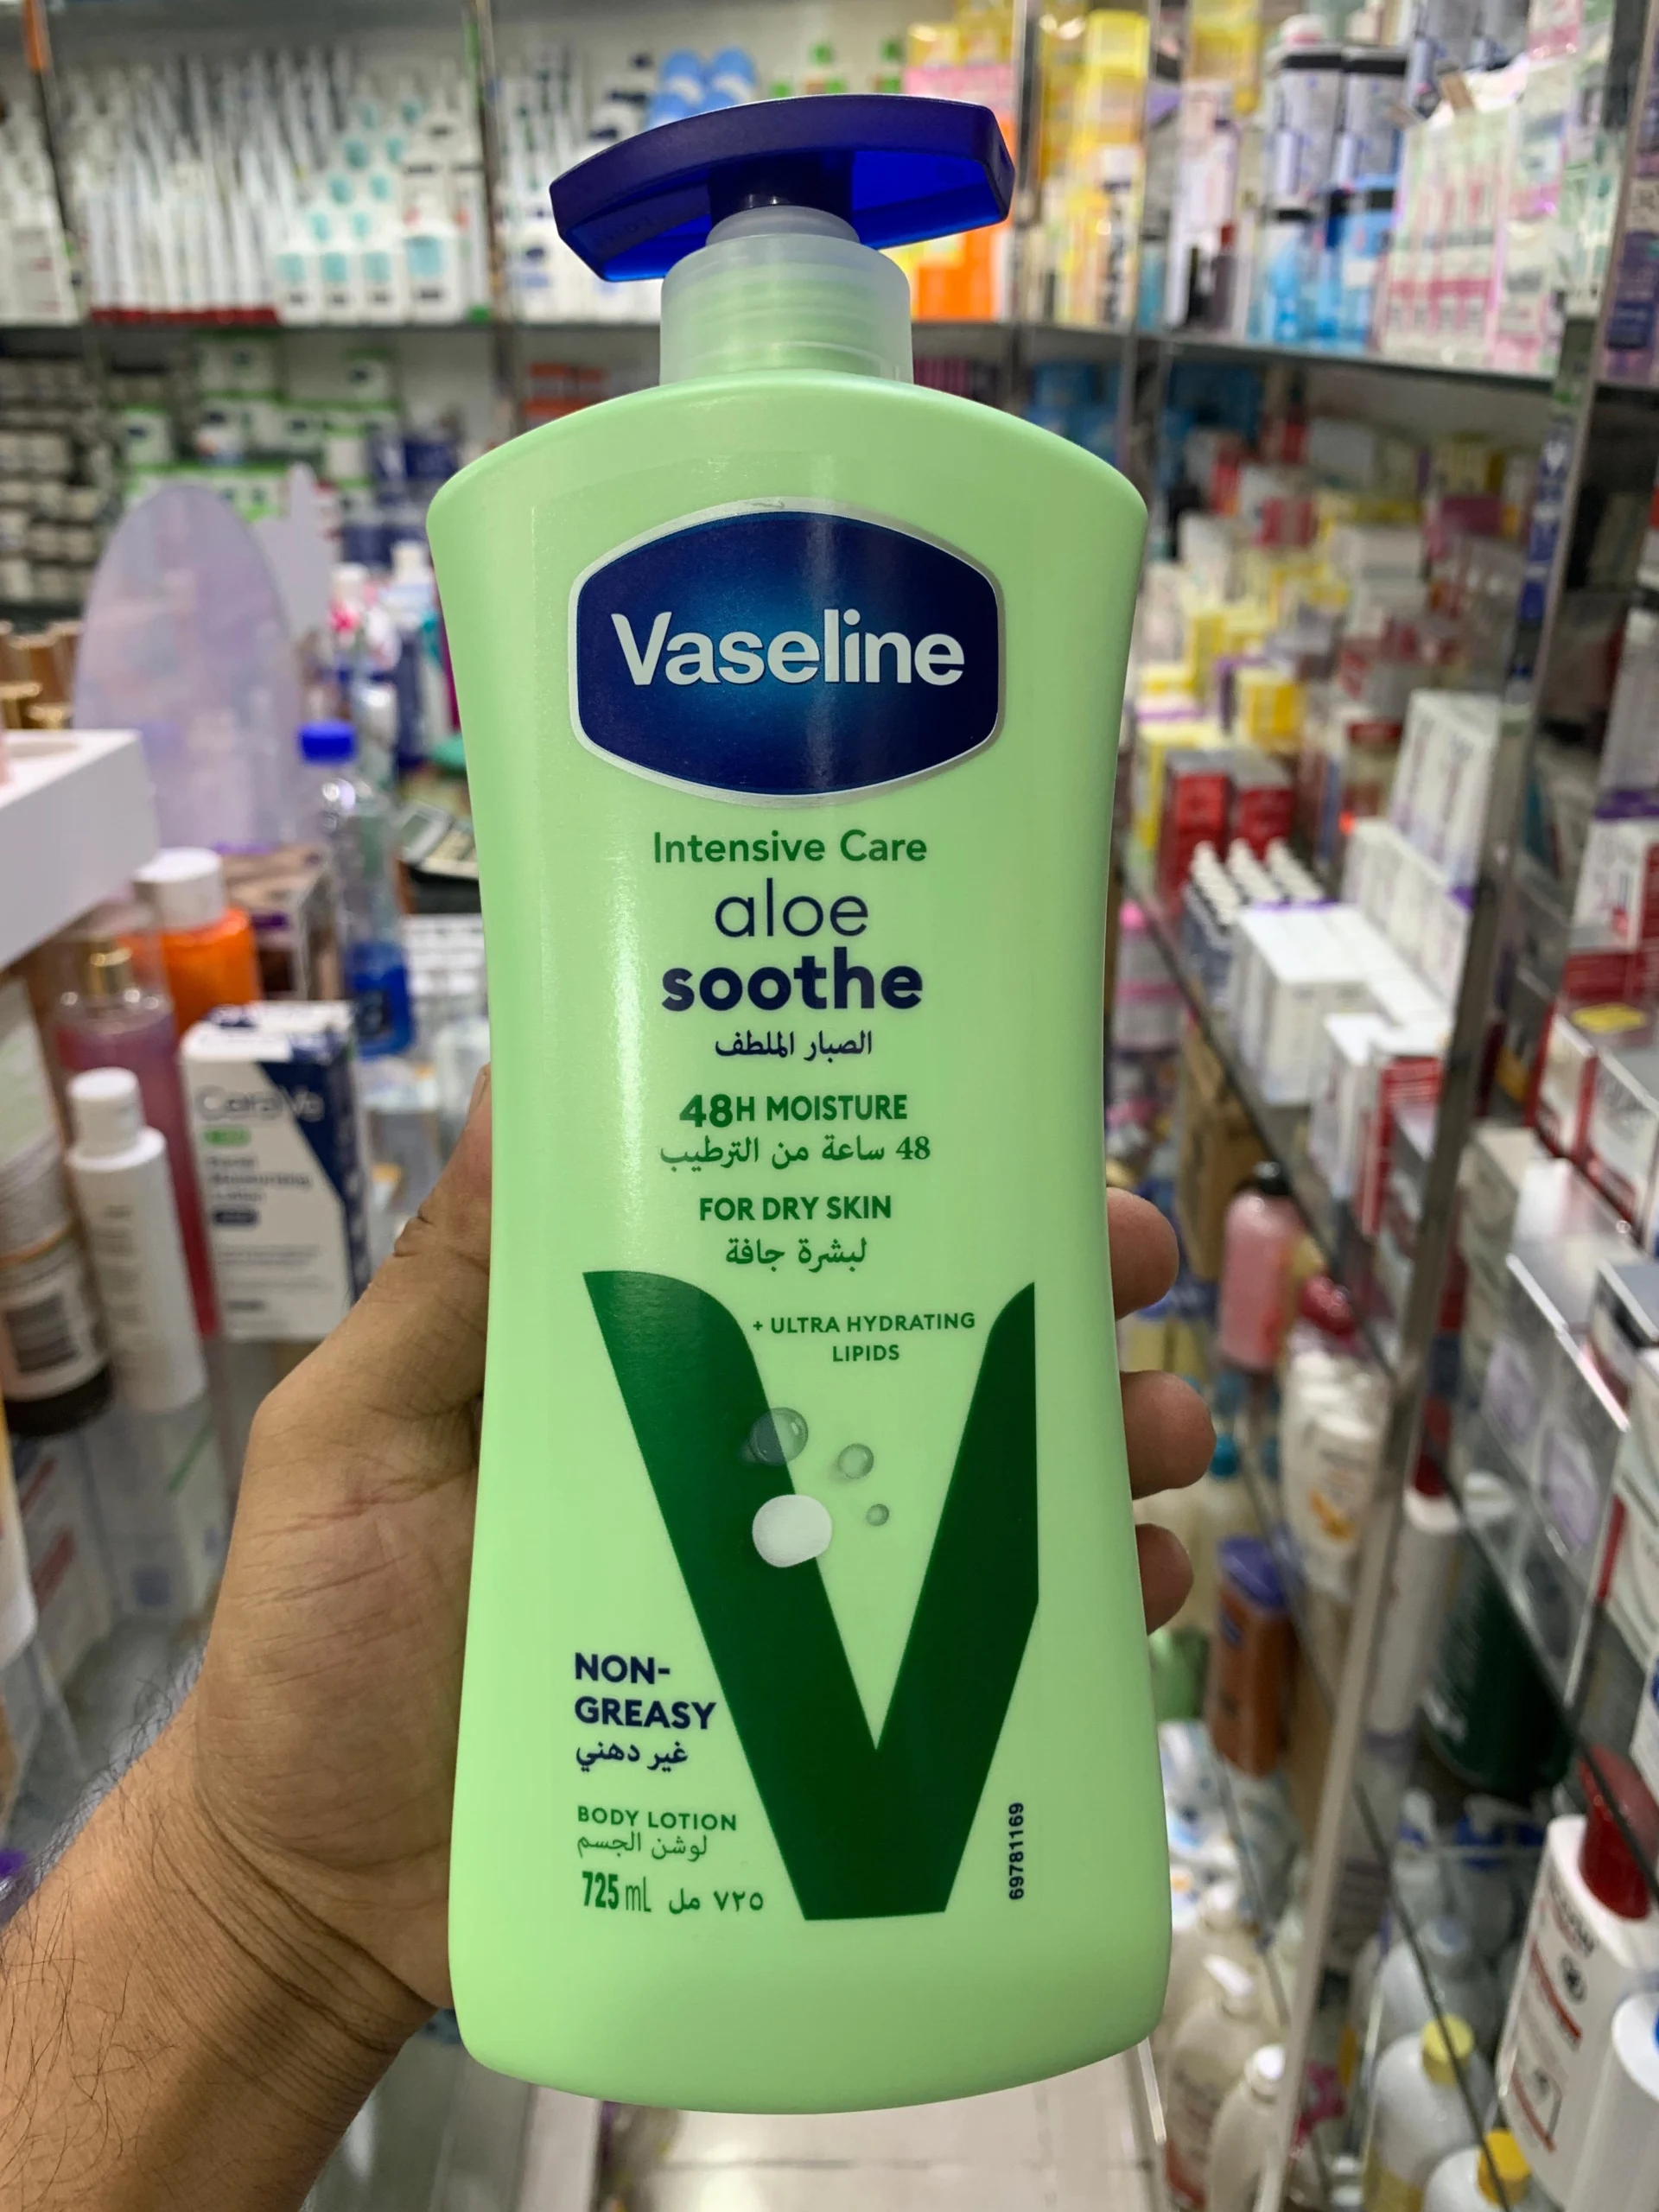 Vaseline
Intensive Care
aloe
soothe
الصبار الملطف
48H MOISTURE
48 ساعة من الترطيب
FOR DRY SKIN
لبشرة جافة
+ ULTRA HYDRATING
LIPIDS
NON-
GREASY
غير دهني
BODY LOTION
لوشن الجسم
725 mL ٧٢٥ مل
69781169
CeraVe